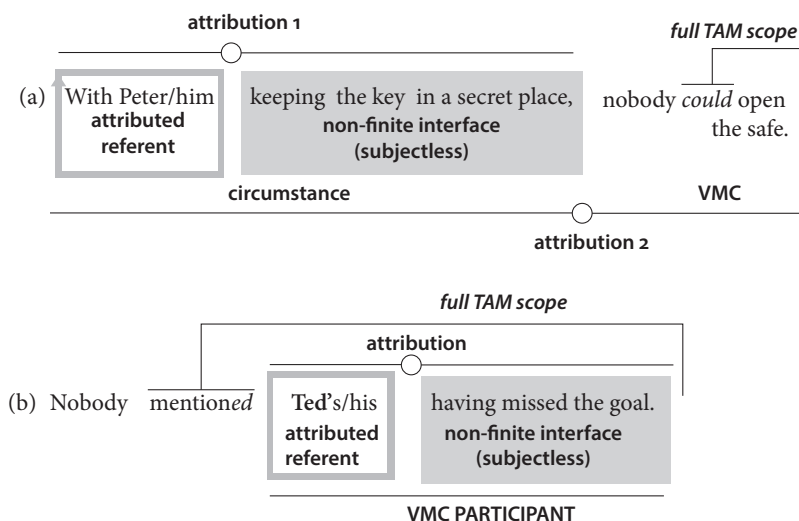 attribution 1
full TAM scope
(a) With Peter/him keeping the key in a secret place, nobody could open
attributed non-finite interface the safe.
referent (subjectless)
circumstance VMC
attribution 2
full TAM scope
attribution
(b) Nobody mentioned Ted's/his having missed the goal.
attributed non-finite interface
referent (subjectless)
VMC PARTICIPANT